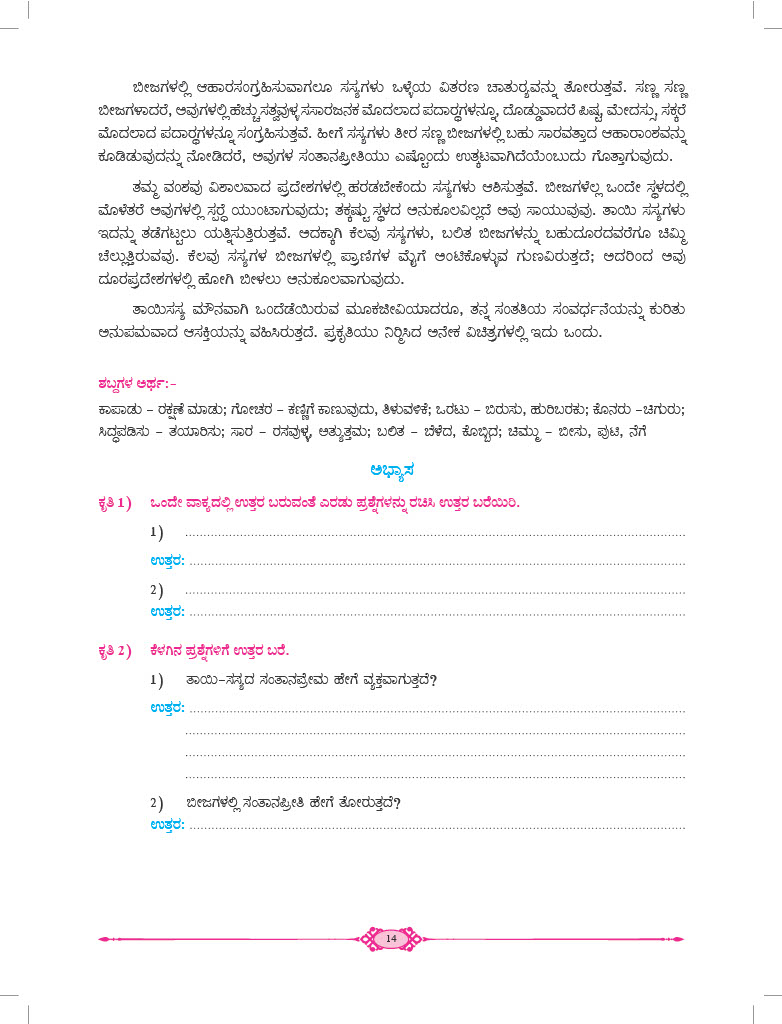 ಬೀಜಗಳಲ್ಲಿ ಆಹಾರಸಂಗ್ರಹಿಸುವಾಗಲೂ ಸಸ್ಯಗಳು ಒಳ್ಳೆಯ ವಿತರಣ ಚಾತುರ‍್ಯವನ್ನು ತೋರುತ್ತವೆ. ಸಣ್ಣ ಸಣ್ಣ
ಬೀಜಗಳಾದರೆ, ಅವುಗಳಲ್ಲಿ ಹೆಚ್ಚು ಸತ್ವವುಳ್ಳ ಸಸಾರಜನಕ ಮೊದಲಾದ ಪದಾರ‍್ಥಗಳನ್ನೂ, ದೊಡ್ಡುವಾದರೆ ಪಿಷ್ಟ, ಮೇದಸ್ಸು, ಸಕ್ಕರೆ
ಮೊದಲಾದ ಪದಾರ‍್ಥಗಳನ್ನೂ ಸಂಗ್ರಹಿಸುತ್ತವೆ. ಹೀಗೆ ಸಸ್ಯಗಳು ತೀರ ಸಣ್ಣ ಬೀಜಗಳಲ್ಲಿ ಬಹು ಸಾರವತ್ತಾದ ಆಹಾರಾಂಶವನ್ನು
ಕೂಡಿಡುವುದನ್ನು ನೋಡಿದರೆ, ಅವುಗಳ ಸಂತಾನಪ್ರೀತಿಯು ಎಷ್ಟೊಂದು ಉತ್ಕಟವಾಗಿದೆಯೆಂಬುದು ಗೊತ್ತಾಗುವುದು.
ತಮ್ಮ ವಂಶವು ವಿಶಾಲವಾದ ಪ್ರದೇಶಗಳಲ್ಲಿ ಹರಡಬೇಕೆಂದು ಸಸ್ಯಗಳು ಆಶಿಸುತ್ತವೆ. ಬೀಜಗಳೆಲ್ಲ ಒಂದೇ ಸ್ಥಳದಲ್ಲಿ
ಮೊಳೆತರೆ ಅವುಗಳಲ್ಲಿ ಸ್ಪರ‍್ಧೆ ಯುಂಟಾಗುವುದು; ತಕ್ಕಷ್ಟು ಸ್ಥಳದ ಅನುಕೂಲವಿಲ್ಲದೆ ಅವು ಸಾಯುವುವು. ತಾಯಿ ಸಸ್ಯಗಳು
ಇದನ್ನು ತಡೆಗಟ್ಟಲು ಯತ್ನಿಸುತ್ತಿರುತ್ತವೆ. ಅದಕ್ಕಾಗಿ ಕೆಲವು ಸಸ್ಯಗಳು, ಬಲಿತ ಬೀಜಗಳನ್ನು ಬಹುದೂರದವರೆಗೂ ಚಿಮ್ಮಿ
ಚೆಲ್ಲುತ್ತಿರುವವು. ಕೆಲವು ಸಸ್ಯಗಳ ಬೀಜಗಳಲ್ಲಿ ಪ್ರಾಣಿಗಳ ಮೈಗೆ ಅಂಟಿಕೊಳ್ಳುವ ಗುಣವಿರುತ್ತದೆ; ಅದರಿಂದ ಅವು
ದೂರಪ್ರದೇಶಗಳಲ್ಲಿ ಹೋಗಿ ಬೀಳಲು ಅನುಕೂಲವಾಗುವುದು.
ತಾಯಿಸಸ್ಯ ಮೌನವಾಗಿ ಒಂದೆಡೆಯಿರುವ ಮೂಕಜೀವಿಯಾದರೂ, ತನ್ನ ಸಂತತಿಯ ಸಂವರ್ಧನೆಯನ್ನು ಕುರಿತು
ಅನುಪಮವಾದ ಆಸಕ್ತಿಯನ್ನು ವಹಿಸಿರುತ್ತದೆ. ಪ್ರಕೃತಿಯು ನಿರ‍್ಮಿಸಿದ ಅನೇಕ ವಿಚಿತ್ರಗಳಲ್ಲಿ ಇದು ಒಂದು.
ಶಬ್ದಗಳ ಅರ್ಥ:-
ಕಾಪಾಡು – ರಕ್ಷಣೆ ಮಾಡು; ಗೋಚರ – ಕಣ್ಣಿಗೆ ಕಾಣುವುದು, ತಿಳುವಳಿಕೆ; ಒರಟು – ಬಿರುಸು, ಹುರಿಬರಕು; ಕೊನರು –ಚಿಗುರು;
ಸಿದ್ಧಪಡಿಸು – ತಯಾರಿಸು; ಸಾರ – ರಸವುಳ್ಳ, ಅತ್ಯುತ್ತಮ; ಬಲಿತ – ಬೆಳೆದ, ಕೊಬ್ಬಿದ; ಚಿಮ್ಮು – ಬೀಸು, ಪುಟಿ, ನೆಗೆ
ಅಭ್ಯಾಸ
ಕೃತಿ 1) ಒಂದೇ ವಾಕ್ಯದಲ್ಲಿ ಉತ್ತರ ಬರುವಂತೆ ಎರಡು ಪ್ರಶ್ನೆಗಳನ್ನು ರಚಿಸಿ ಉತ್ತರ ಬರೆಯಿರಿ.
1) ........................................................................
ಉತ್ತರ: ........................................................................
2) ........................................................................
ಉತ್ತರ: ........................................................................
ಕೃತಿ 2) ಕೆಳಗಿನ ಪ್ರಶ್ನೆಗಳಿಗೆ ಉತ್ತರ ಬರೆ.
1) ತಾಯಿ–ಸಸ್ಯದ ಸಂತಾನಪ್ರೇಮ ಹೇಗೆ ವ್ಯಕ್ತವಾಗುತ್ತದೆ?
ಉತ್ತರ: ........................................................................
........................................................................
........................................................................
........................................................................
2) ಬೀಜಗಳಲ್ಲಿ ಸಂತಾನಪ್ರೀತಿ ಹೇಗೆ ತೋರುತ್ತದೆ?
ಉತ್ತರ: ........................................................................
14